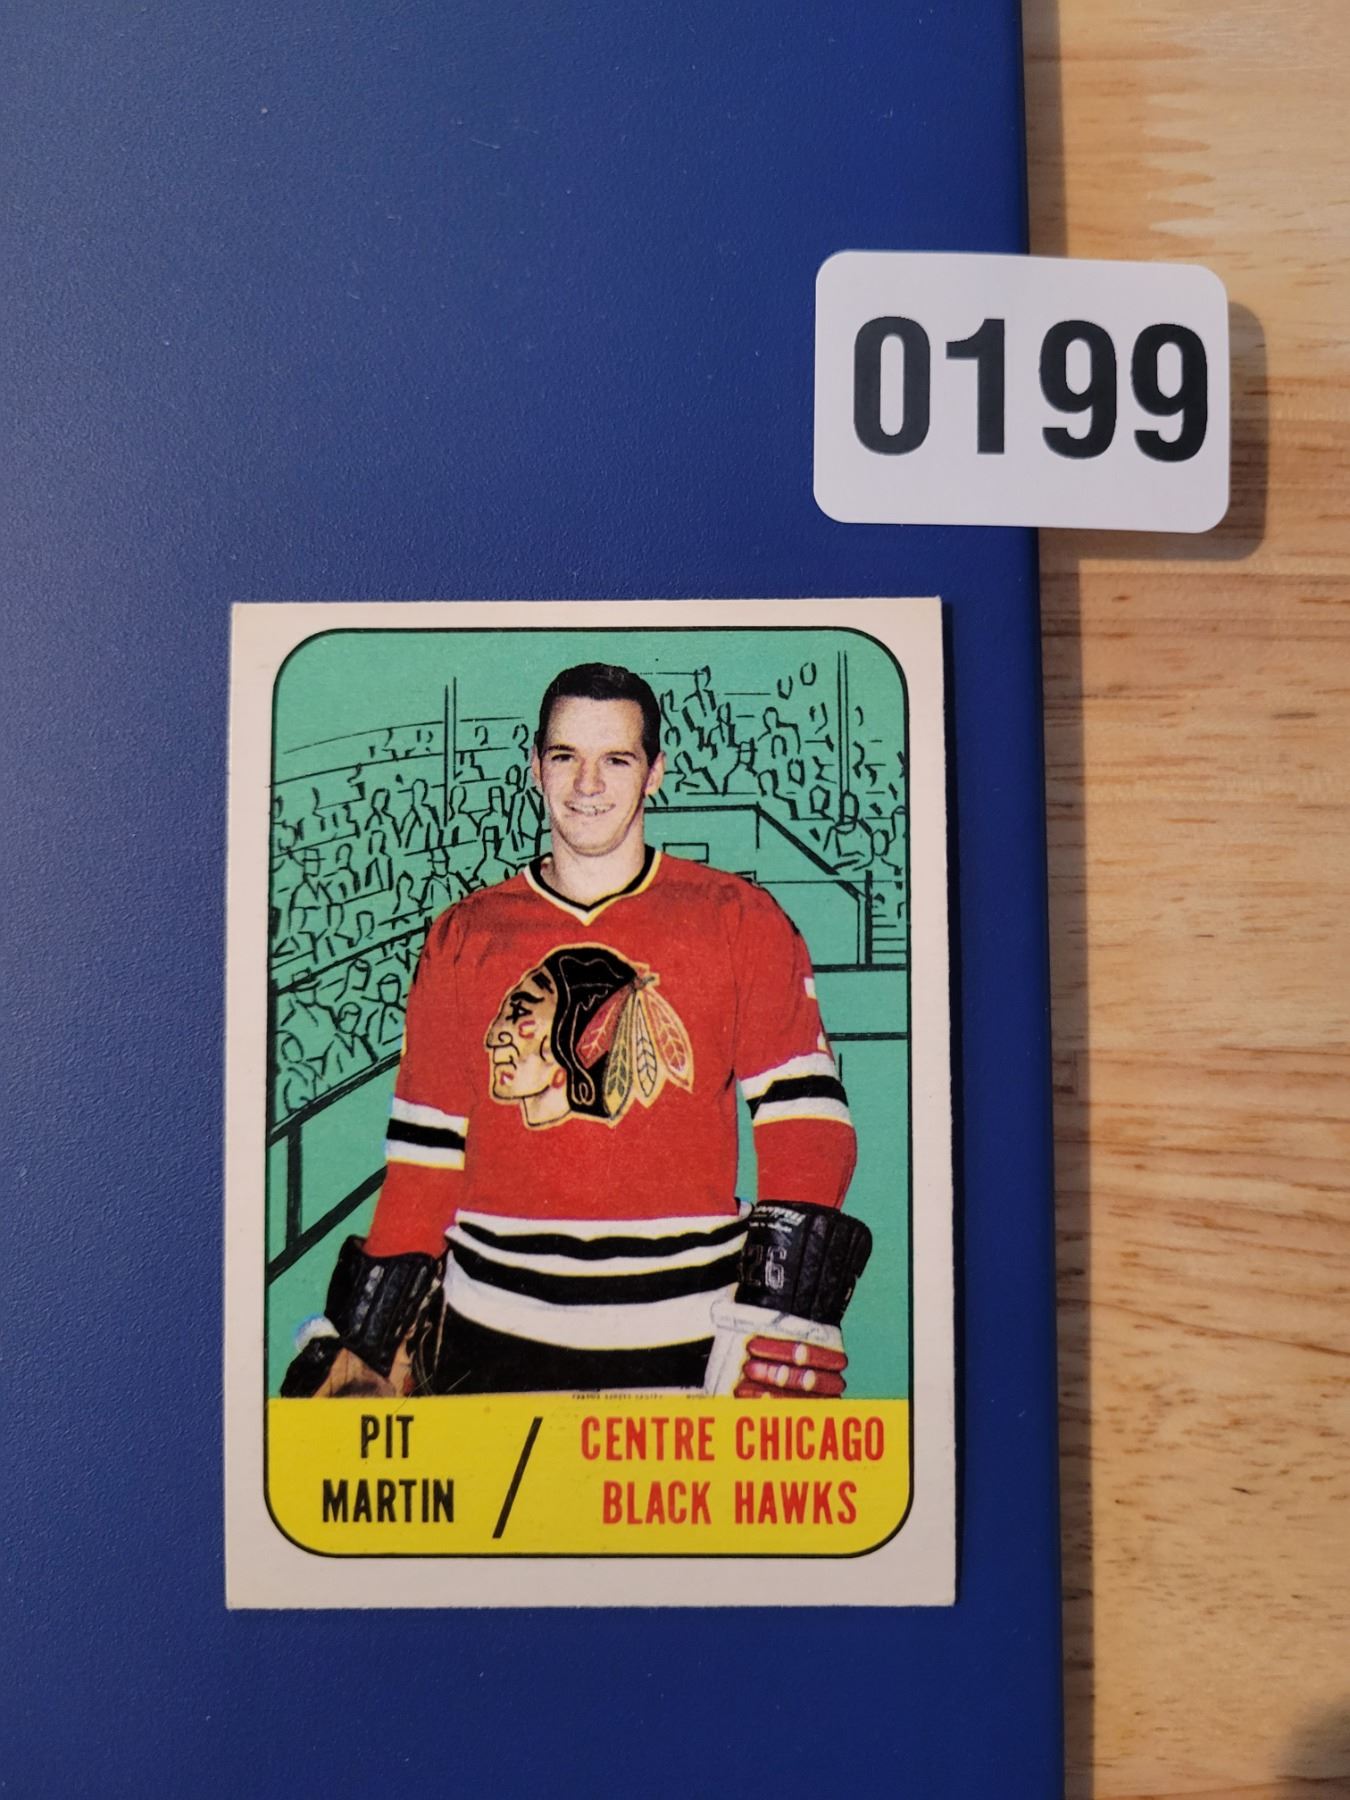 0199
PIT
MARTIN
/
CENTRE CHICAGO
BLACK HAWKS